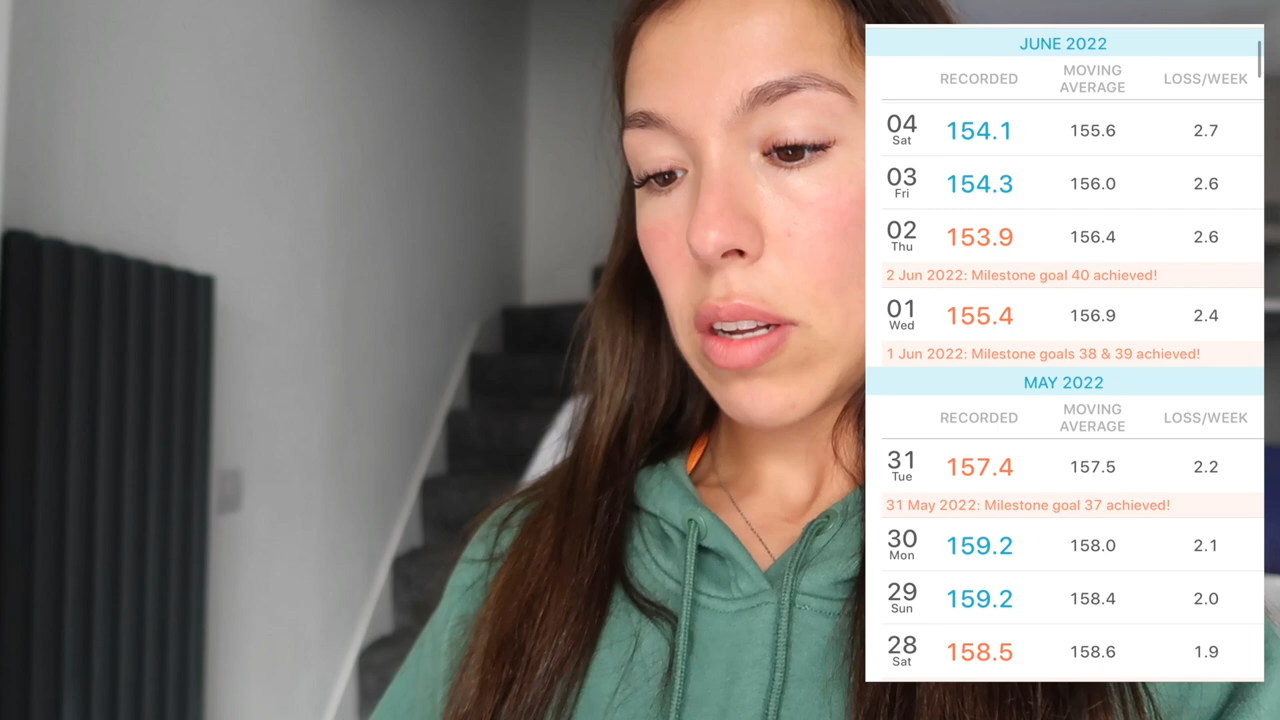 JUNE 2022
RECORDED MOVING AVERAGE LOSS/WEEK
04 Sat 154.1 155.6 2.7
03 Fri 154.3 156.0 2.6
02 Thu 153.9 156.4 2.6
2 Jun 2022: Milestone goal 40 achieved!
01 Wed 155.4 156.9 2.4
1 Jun 2022: Milestone goals 38 & 39 achieved!
MAY 2022
RECORDED MOVING AVERAGE LOSS/WEEK
31 Tue 157.4 157.5 2.2
31 May 2022: Milestone goal 37 achieved!
30 Mon 159.2 158.0 2.1
29 Sun 159.2 158.4 2.0
28 Sat 158.5 158.6 1.9